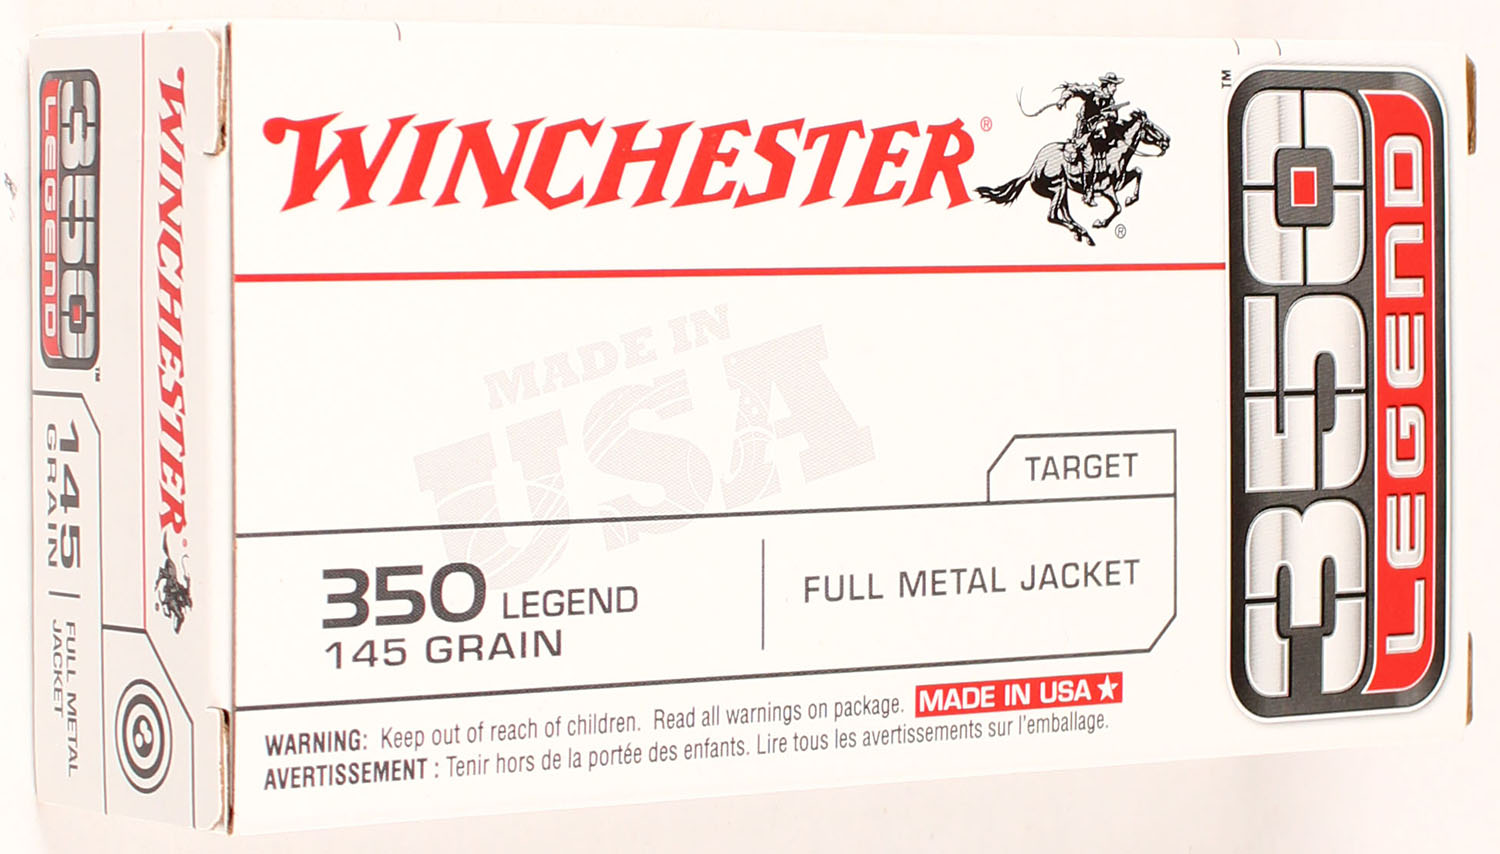 WINCHESTER®
®
MADE IN
USA
TARGET
350 LEGEND
145 GRAIN
FULL METAL JACKET
WARNING: Keep out of reach of children. Read all warnings on package.
MADE IN USA
AVERTISSEMENT : Tenir hors de la portée des enfants. Lire tous les avertissements sur l'emballage.
350
LEGEND
TM
WINCHESTER®
®
350
LEGEND
TM
145
GRAIN
FULL METAL
JACKET